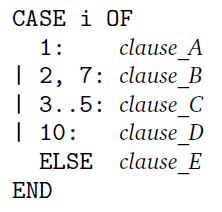 CASE i OF
1: clause_A
| 2, 7: clause_B
| 3..5: clause_C
| 10: clause_D
ELSE clause_E
END